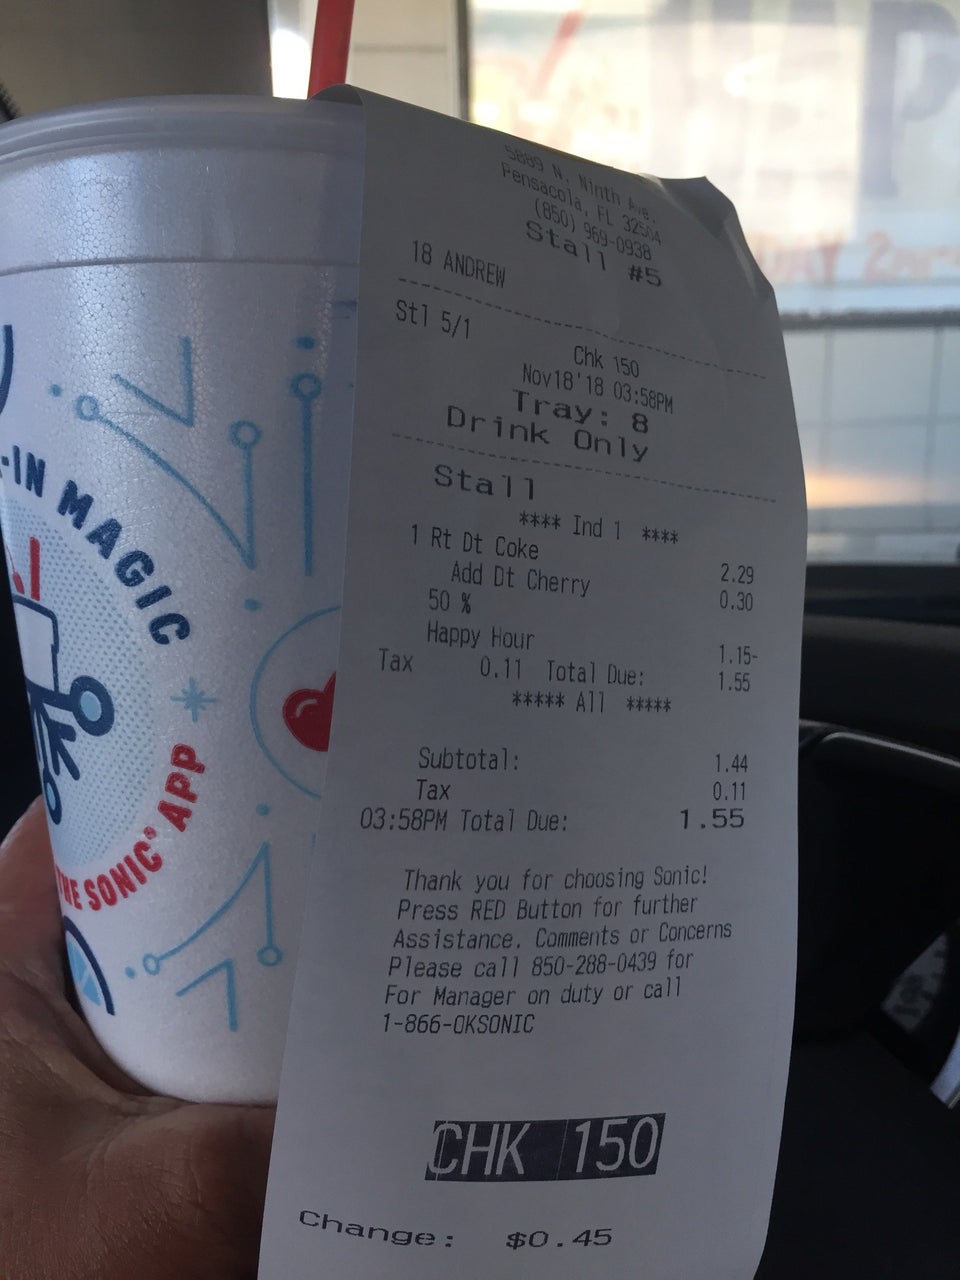 -IN MAGIC
THE SONIC® APP
5889 N. Ninth Ave.
Pensacola, FL 32504
(850) 969-0938
Stall #5
18 ANDREW
Stl 5/1
Chk 150
Nov18'18 03:58PM
Tray: 8
Drink Only
Stall
**** Ind 1 ****
1 Rt Dt Coke 2.29
Add Dt Cherry 0.30
50 %
Happy Hour 1.15-
Tax 0.11 Total Due: 1.55
***** All *****
Subtotal: 1.44
Tax 0.11
03:58PM Total Due: 1.55
Thank you for choosing Sonic!
Press RED Button for further
Assistance. Comments or Concerns
Please call 850-288-0439 for
For Manager on duty or call
1-866-OKSONIC
CHK 150
Change: $0.45